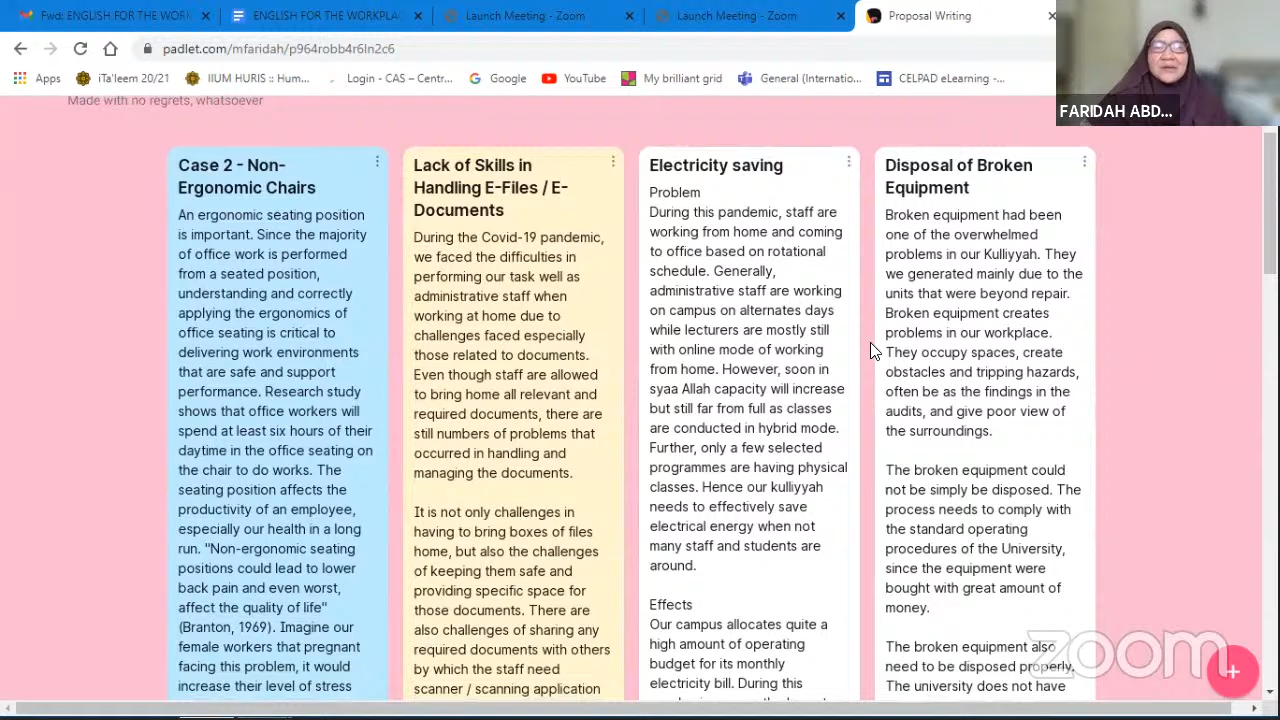 Fwd: ENGLISH FOR THE WORK
ENGLISH FOR THE WORKPLA
Launch Meeting - Zoom
Launch Meeting - Zoom
Proposal Writing
padlet.com/mfaridah/p964robb4r6ln2c6
Apps
iTa'leem 20/21
IIUM HURIS :: Hum...
Login - CAS – Centr...
Google
YouTube
My brilliant grid
General (Internatio...
CELPAD eLearning -...
FARIDAH ABD...
Made with no regrets, whatsoever
Case 2 - Non-
Ergonomic Chairs
An ergonomic seating position
is important. Since the majority
of office work is performed
from a seated position,
understanding and correctly
applying the ergonomics of
office seating is critical to
delivering work environments
that are safe and support
performance. Research study
shows that office workers will
spend at least six hours of their
daytime in the office seating on
the chair to do works. The
seating position affects the
productivity of an employee,
especially our health in a long
run. "Non-ergonomic seating
positions could lead to lower
back pain and even worst,
affect the quality of life"
(Branton, 1969). Imagine our
female workers that pregnant
facing this problem, it would
increase their level of stress
Lack of Skills in
Handling E-Files / E-
Documents
During the Covid-19 pandemic,
we faced the difficulties in
performing our task well as
administrative staff when
working at home due to
challenges faced especially
those related to documents.
Even though staff are allowed
to bring home all relevant and
required documents, there are
still numbers of problems that
occurred in handling and
managing the documents.
It is not only challenges in
having to bring boxes of files
home, but also the challenges
of keeping them safe and
providing specific space for
those documents. There are
also challenges of sharing any
required documents with others
by which the staff need
scanner / scanning application
Electricity saving
Problem
During this pandemic, staff are
working from home and coming
to office based on rotational
schedule. Generally,
administrative staff are working
on campus on alternates days
while lecturers are mostly still
with online mode of working
from home. However, soon in
syaa Allah capacity will increase
but still far from full as classes
are conducted in hybrid mode.
Further, only a few selected
programmes are having physical
classes. Hence our kulliyyah
needs to effectively save
electrical energy when not
many staff and students are
around.
Effects
Our campus allocates quite a
high amount of operating
budget for its monthly
electricity bill. During this
Disposal of Broken
Equipment
Broken equipment had been
one of the overwhelmed
problems in our Kulliyyah. They
we generated mainly due to the
units that were beyond repair.
Broken equipment creates
problems in our workplace.
They occupy spaces, create
obstacles and tripping hazards,
often be as the findings in the
audits, and give poor view of
the surroundings.
The broken equipment could
not be simply be disposed. The
process needs to comply with
the standard operating
procedures of the University,
since the equipment were
bought with great amount of
money.
The broken equipment also
need to be disposed properly.
The university does not have
zoom